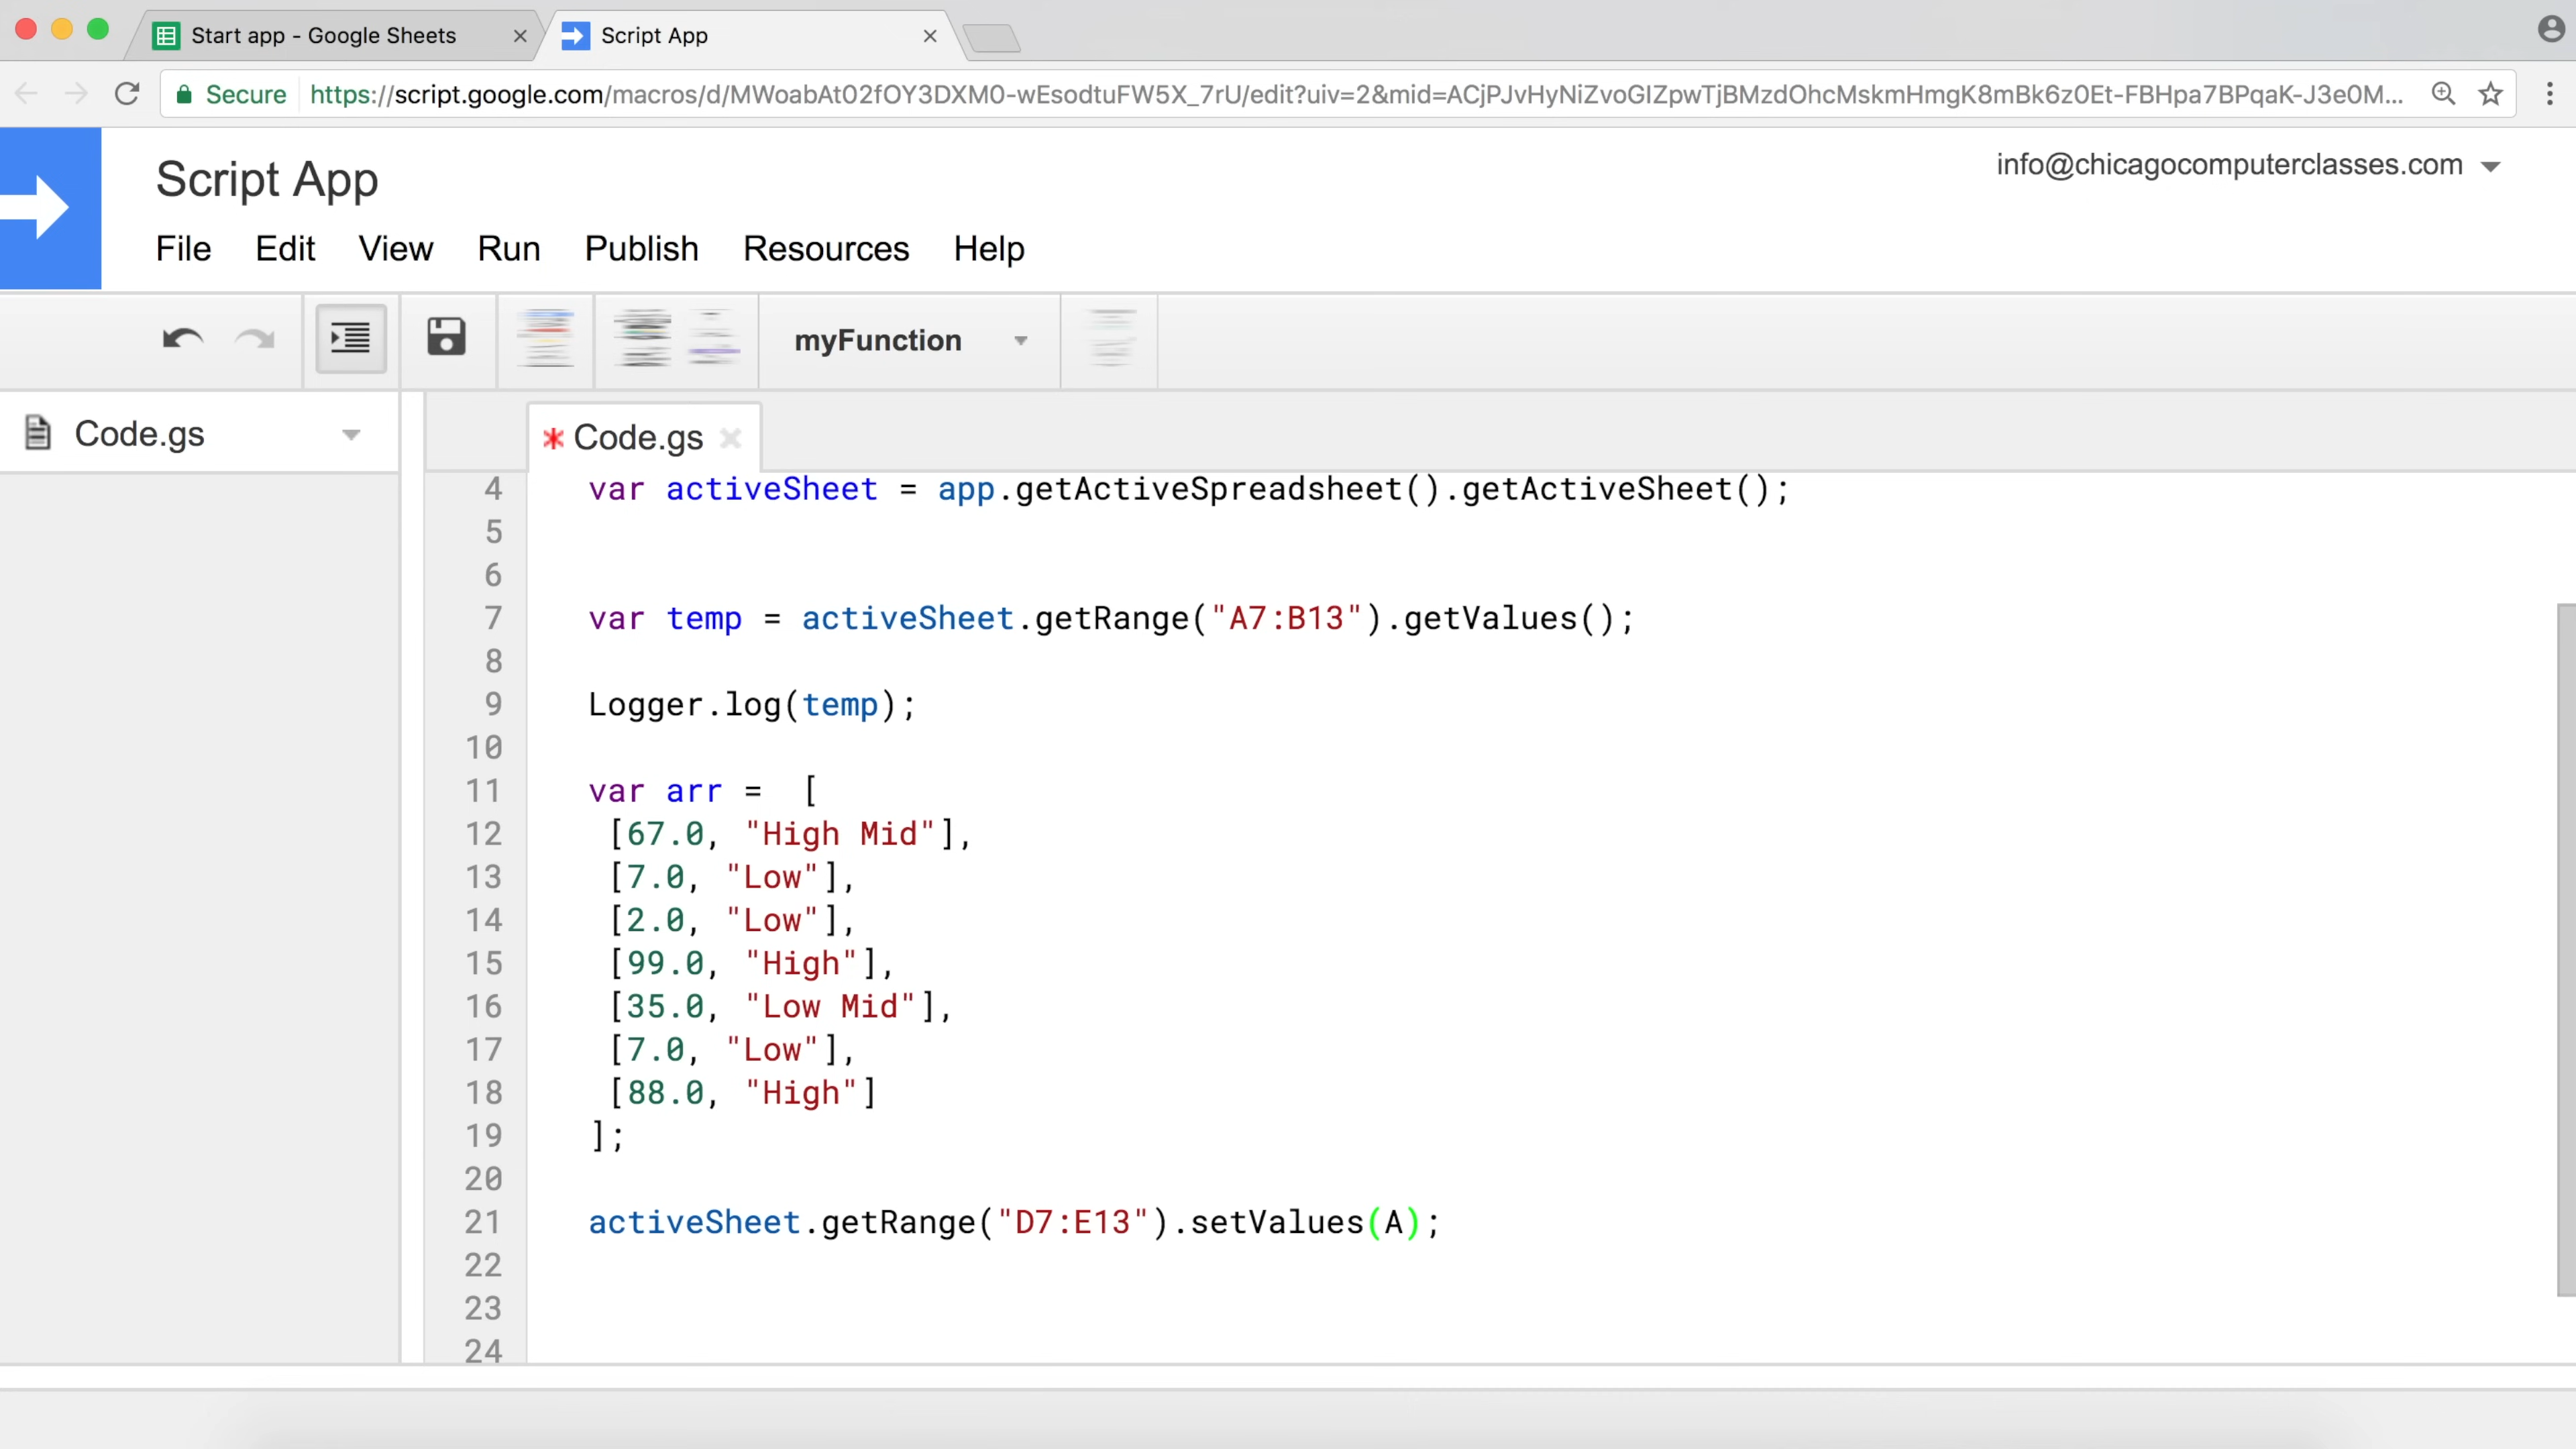 Start app - Google Sheets
Script App
Secure
https://script.google.com/macros/d/MWoabAt02fOY3DXM0-wEsodtuFW5X_7rU/edit?uiv=2&mid=ACjPJvHyNiZvoGIZpwTjBMzdOhcMskmHmgK8mBk6z0Et-FBHpa7BPqaK-J3e0M...
Script App
info@chicagocomputerclasses.com
File Edit View Run Publish Resources Help
myFunction
Code.gs
* Code.gs
4 var activeSheet = app.getActiveSpreadsheet().getActiveSheet();
5
6
7 var temp = activeSheet.getRange("A7:B13").getValues();
8
9 Logger.log(temp);
10
11 var arr =  [
12 [67.0, "High Mid"],
13 [7.0, "Low"],
14 [2.0, "Low"],
15 [99.0, "High"],
16 [35.0, "Low Mid"],
17 [7.0, "Low"],
18 [88.0, "High"]
19 ];
20
21 activeSheet.getRange("D7:E13").setValues(A);
22
23
24